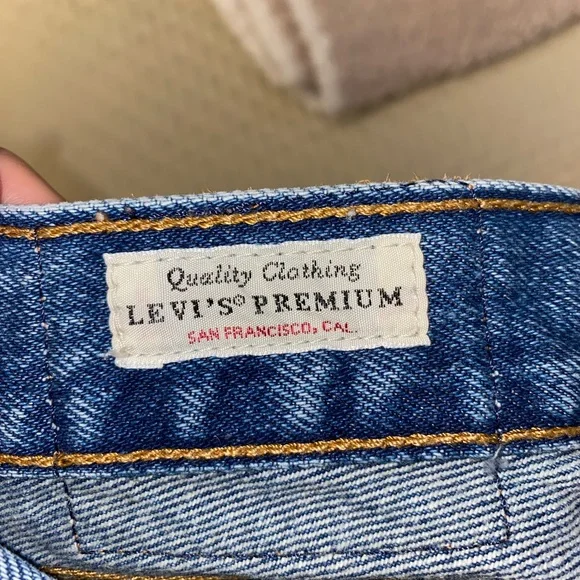 Quality Clothing
LEVI'S® PREMIUM
SAN FRANCISCO, CAL.